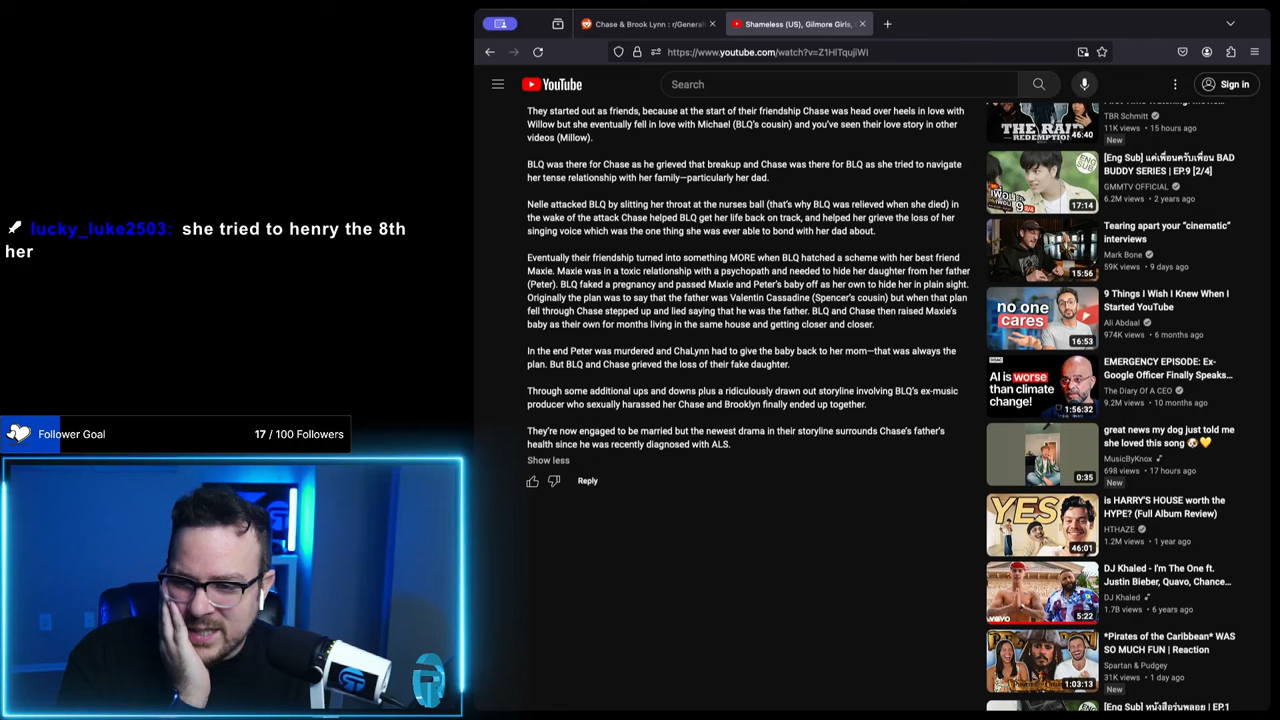 Chase & Brook Lynn : r/General
Shameless (US), Gilmore Girls,
https://www.youtube.com/watch?v=Z1HlTqujiWI
YouTube
Search
Sign in
They started out as friends, because at the start of their friendship Chase was head over heels in love with
Willow but she eventually fell in love with Michael (BLQ's cousin) and you've seen their love story in other
videos (Millow).
BLQ was there for Chase as he grieved that breakup and Chase was there for BLQ as she tried to navigate
her tense relationship with her family—particularly her dad.
Nelle attacked BLQ by slitting her throat at the nurses ball (that's why BLQ was relieved when she died) in
the wake of the attack Chase helped BLQ get her life back on track, and helped her grieve the loss of her
singing voice which was the one thing she was ever able to bond with her dad about.
Eventually their friendship turned into something MORE when BLQ hatched a scheme with her best friend
Maxie. Maxie was in a toxic relationship with a psychopath and needed to hide her daughter from her father
(Peter). BLQ faked a pregnancy and passed Maxie and Peter's baby off as her own to hide her in plain sight.
Originally the plan was to say that the father was Valentin Cassadine (Spencer's cousin) but when that plan
fell through Chase stepped up and lied saying that he was the father. BLQ and Chase then raised Maxie's
baby as their own for months living in the same house and getting closer and closer.
In the end Peter was murdered and ChaLynn had to give the baby back to her mom—that was always the
plan. But BLQ and Chase grieved the loss of their fake daughter.
Through some additional ups and downs plus a ridiculously drawn out storyline involving BLQ's ex-music
producer who sexually harassed her Chase and Brooklyn finally ended up together.
They're now engaged to be married but the newest drama in their storyline surrounds Chase's father's
health since he was recently diagnosed with ALS.
Show less
Reply
lucky_luke2503: she tried to henry the 8th
her
Follower Goal
17 / 100 Followers
THE RAID
REDEMPTION
46:40
TBR Schmitt
11K views • 15 hours ago
New
17:14
[Eng Sub] แค่เพื่อนครับเพื่อน BAD
BUDDY SERIES | EP.9 [2/4]
GMMTV OFFICIAL
6.2M views • 2 years ago
15:56
Tearing apart your "cinematic"
interviews
Mark Bone
59K views • 9 days ago
no one
cares
16:53
9 Things I Wish I Knew When I
Started YouTube
Ali Abdaal
974K views • 6 months ago
AI is worse
than climate
change!
1:56:32
EMERGENCY EPISODE: Ex-
Google Officer Finally Speaks...
The Diary Of A CEO
9.2M views • 10 months ago
0:35
great news my dog just told me
she loved this song
MusicByKnox
698 views • 17 hours ago
New
YES
46:01
is HARRY'S HOUSE worth the
HYPE? (Full Album Review)
HTHAZE
1.2M views • 1 year ago
vevo
5:22
DJ Khaled - I'm The One ft.
Justin Bieber, Quavo, Chance...
DJ Khaled
1.7B views • 6 years ago
1:03:13
*Pirates of the Caribbean* WAS
SO MUCH FUN | Reaction
Spartan & Pudgey
31K views • 1 day ago
New
[Eng Sub] หนังสือรุ่นพลอย | EP.1